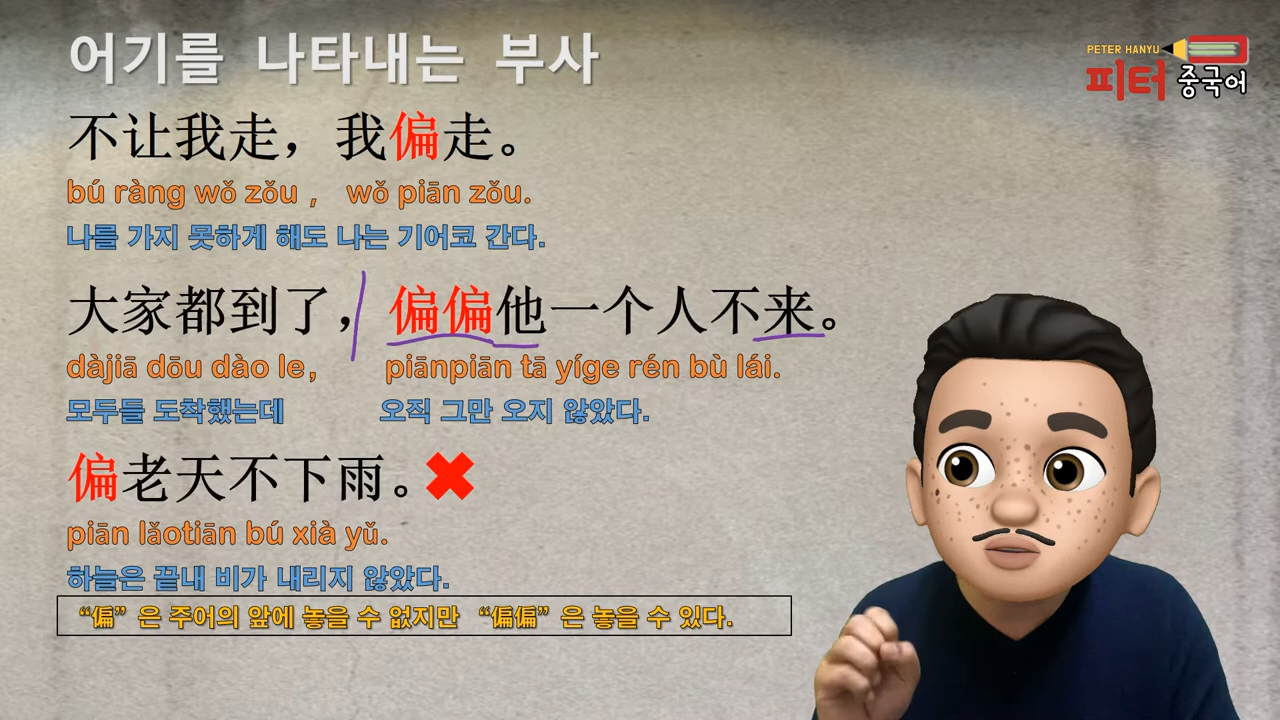 어기를 나타내는 부사
PETER HANYU
피터 중국어
不让我走，我偏走。
bú ràng wǒ zǒu， wǒ piān zǒu.
나를 가지 못하게 해도 나는 기어코 간다.
大家都到了，偏偏他一个人不来。
dàjiā dōu dào le， piānpiān tā yíge rén bù lái.
모두들 도착했는데 오직 그만 오지 않았다.
偏老天不下雨。✖
piān lǎotiān bú xià yǔ.
하늘은 끝내 비가 내리지 않았다.
“偏”은 주어의 앞에 놓을 수 없지만 “偏偏”은 놓을 수 있다.